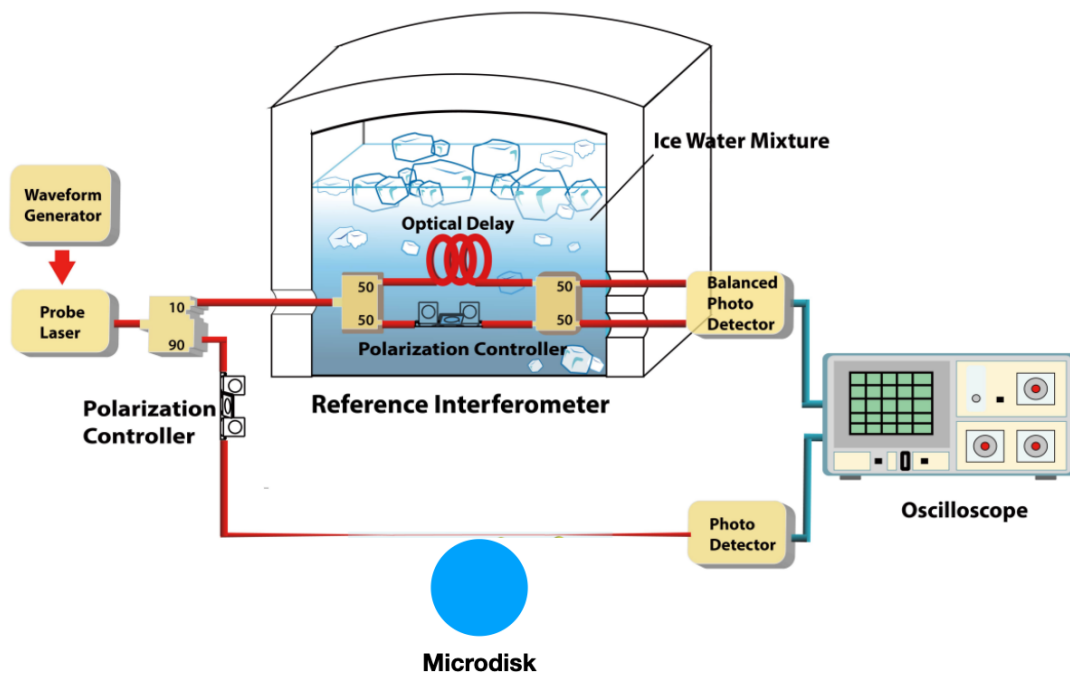 Ice Water Mixture
Waveform
Generator
Optical Delay
Probe
Laser
10
90
50
50
50
50
Balanced
Photo
Detector
Polarization Controller
Polarization
Controller
Reference Interferometer
Oscilloscope
Photo
Detector
Microdisk